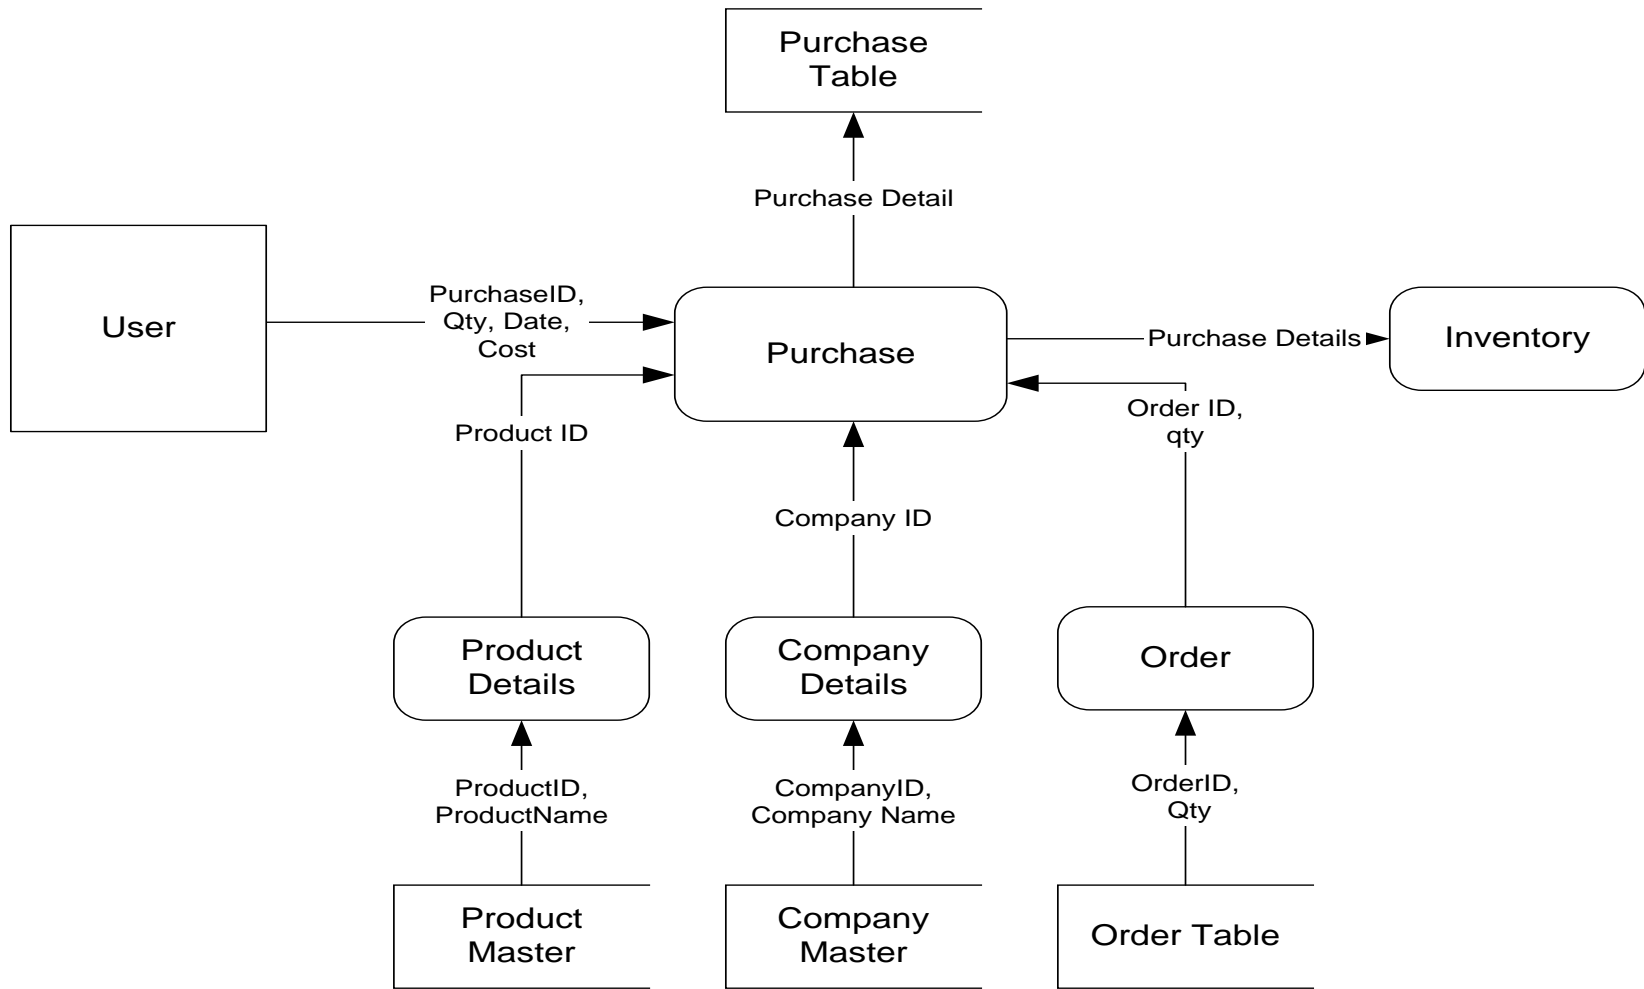 Purchase
Table
Purchase Detail
User
PurchaseID,
Qty, Date,
Cost
Purchase
Purchase Details
Inventory
Product ID
Order ID,
qty
Company ID
Product
Details
Company
Details
Order
ProductID,
ProductName
CompanyID,
Company Name
OrderID,
Qty
Product
Master
Company
Master
Order Table